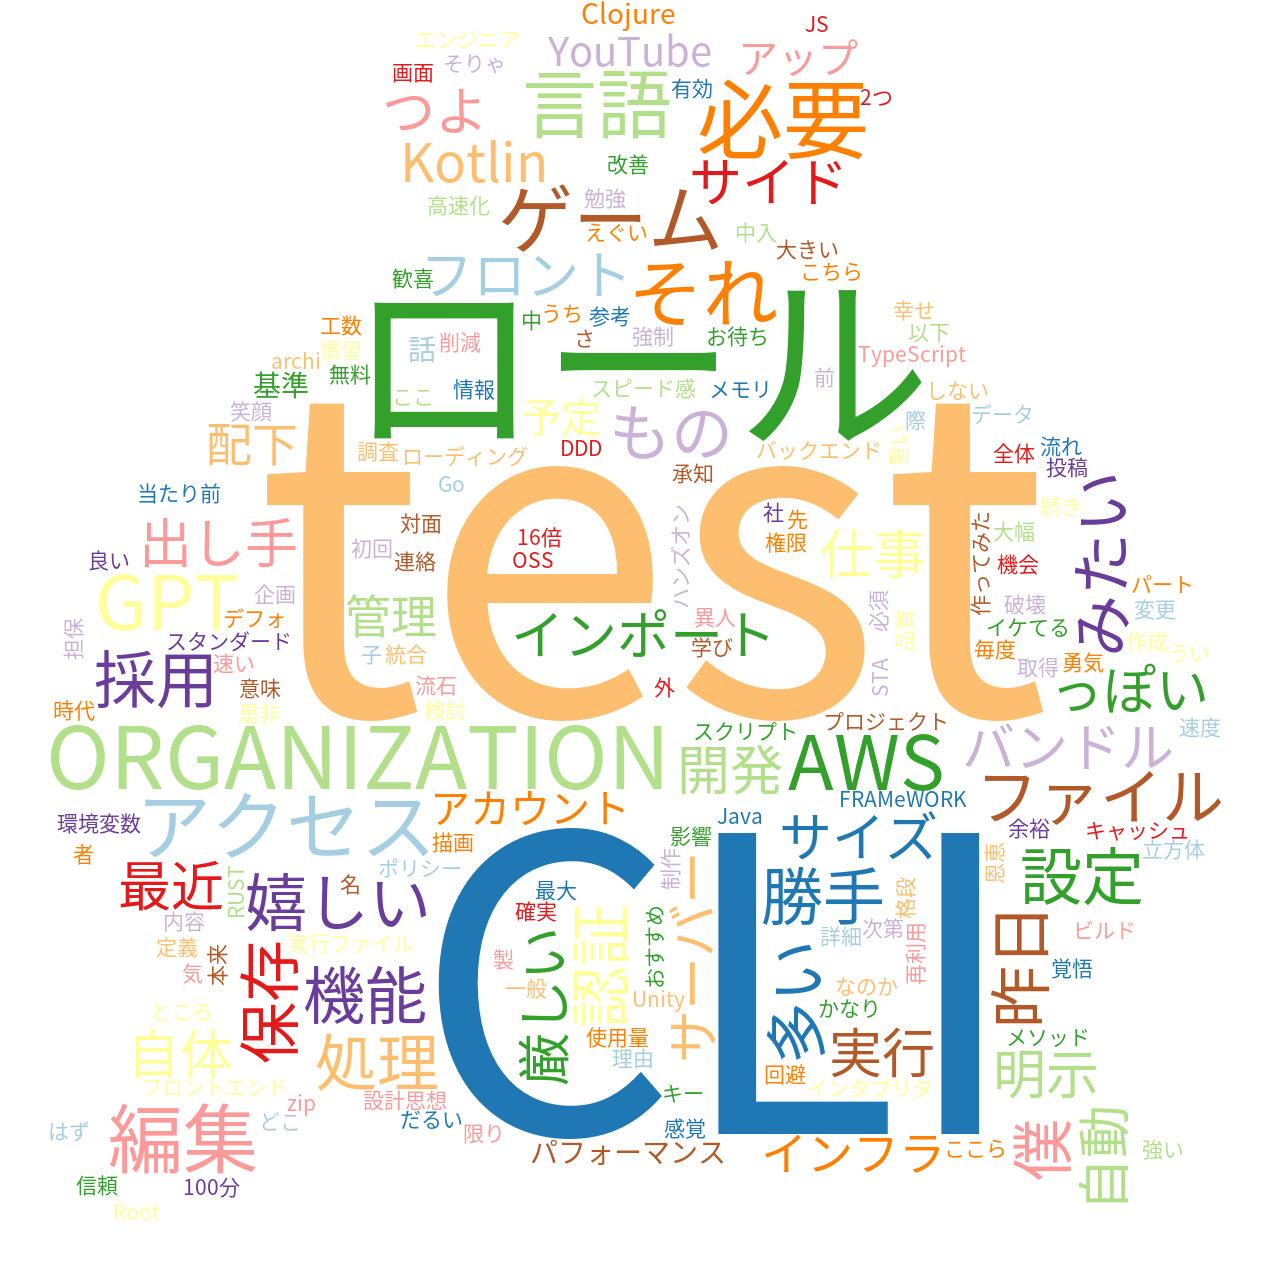 Clojure
JS
エンジニア
YouTube
アップ
そりゃ
画面
言語
有効
必要
2つ
つよ
Kotlin
改善
サイド
高速化
勉強
ゲーム
えぐい
中入
大きい
フロント
それ
こちら
歓喜
ロール
中
うち
参考
幸せ
工数
さ
強制
お待ち
以下
慣習
話
削減
TypeScript
archi
基準
無料
ここ
情報
スピード感
メモリ
前
しない
笑顔
予定
もの
際
データ
配下
調査
ローディング
DDD
バックエンド
重い
全体
流れ
投稿
Go
承知
当たり前
test
続き
みたい
出し手
対面
16倍
ハンズオン
社
先
作ってみた
大幅
初回
連絡
OSS
権限
仕事
機会
良い
パート
GPT
企画
管理
異人
必須
破壊
変更
デフォ
インポート
品質
イケてる
担保
スタンダード
学び
作成
子
統合
毎度
うい
採用
速い
取得
勇気
意味
流石
外
STA
っぽい
時代
是非
検討
ORGANIZATION
スクリプト
プロジェクト
速度
開発
AWS
バンドル
ファイル
アクセス
アカウント
FRAMeWORK
環境変数
Java
サイズ
余裕
キャッシュ
者
描画
影響
立方体
最近
ポリシー
制作
恩恵
設定
RUST
嬉しい
名
最大
勝手
格段
内容
確実
CLI
認証
おすすめ
サーバー
詳細
次第
昨日
ビルド
定義
実行ファイル
厳しい
多い
再利用
気
本来
保存
機能
製
覚悟
一般
Unity
なのか
かなり
ところ
自体
処理
使用量
実行
メソッド
理由
回避
明示
フロントエンド
設計思想
キー
インタプリタ
編集
zip
だるい
はず
どこ
限り
感覚
僕
自動
パフォーマンス
インフラ
ここら
強い
信頼
100分
Root